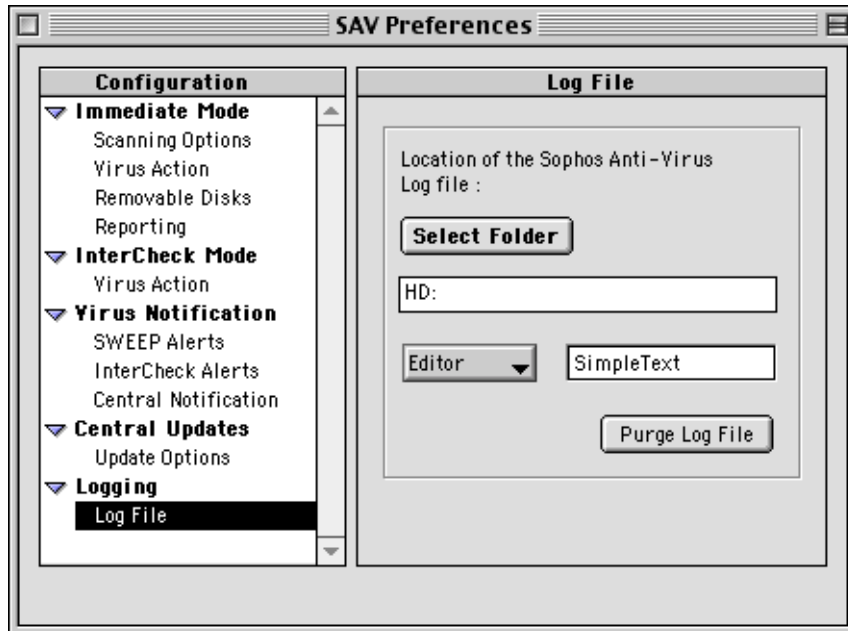 SAV Preferences
Configuration
Immediate Mode
Scanning Options
Virus Action
Removable Disks
Reporting
InterCheck Mode
Virus Action
Virus Notification
SWEEP Alerts
InterCheck Alerts
Central Notification
Central Updates
Update Options
Logging
Log File
Log File
Location of the Sophos Anti-Virus
Log file :
Select Folder
HD:
Editor
SimpleText
Purge Log File